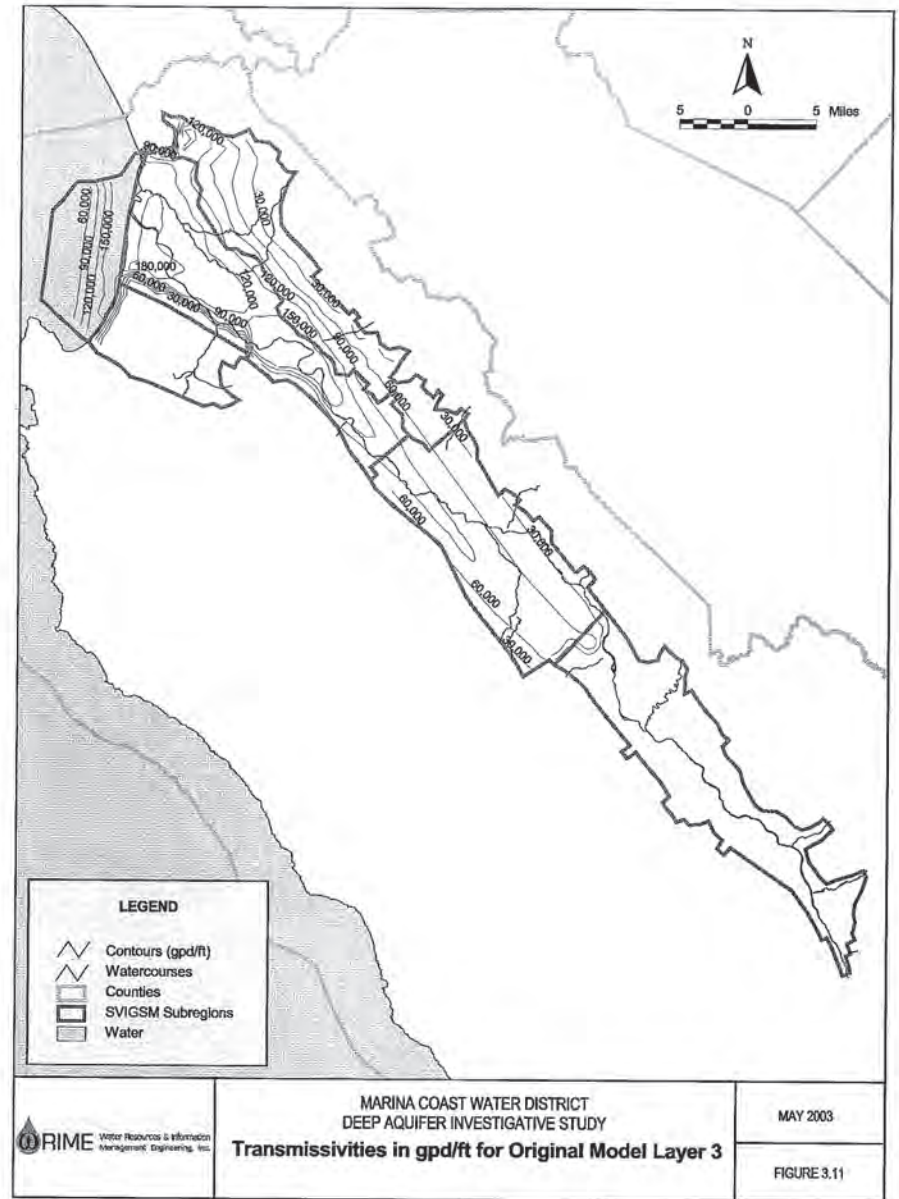 N
5 0 5 Miles
120,000
90,000
60,000
90,000
120,000
150,000
30,000
180,000
60,000
30,000
90,000
120,000
120,000
150,000
30,000
90,000
60,000
30,000
60,000
30,000
60,000
30,000
LEGEND
Contours (gpd/ft)
Watercourses
Counties
SVIGSM Subregions
Water
RIME Water Resources & Information
Management Engineering, Inc.
MARINA COAST WATER DISTRICT
DEEP AQUIFER INVESTIGATIVE STUDY
Transmissivities in gpd/ft for Original Model Layer 3
MAY 2003
FIGURE 3.11